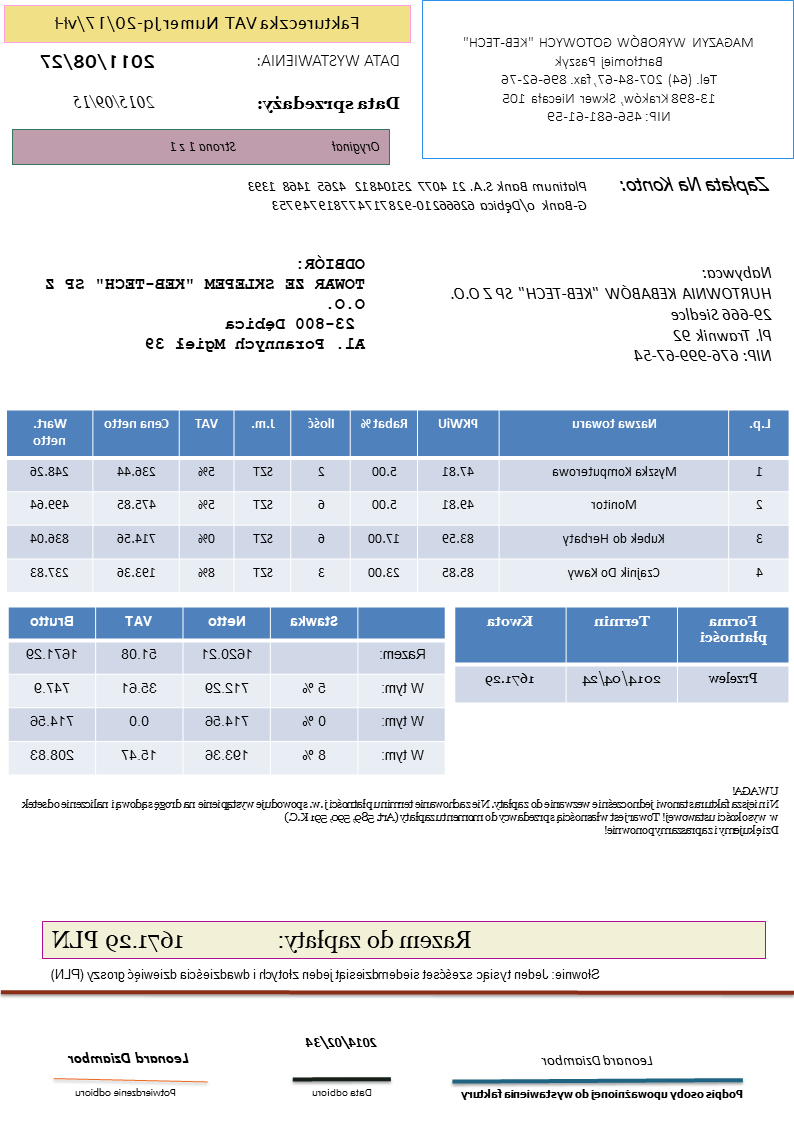 MAGAZYN WYROBÓW GOTOWYCH "KEB-TECH"
Bartłomiej Paszyk
Tel. (64) 207-84-67, fax. 896-62-76
13-898 Kraków, Skwer Niecała 105
NIP: 456-681-61-59
Faktureczka VAT Numer Jq-20/17/vH
DATA WYSTAWIENIA: 2011/08/27
Data sprzedaży: 2015/09/15
Oryginał Strona 1 z 1
Zapłata Na Konto:
Platinum Bank S.A. 21 4077 25104812 4265 1468 1393
G-Bank o/Dębica 62666210-928717477819749753
Nabywca:
HURTOWNIA KEBABÓW "KEB-TECH" SP Z O.O.
29-666 Siedlce
Pl. Trawnik 92
NIP: 676-999-67-54
ODBIÓR:
TOWAR ZE SKLEPEM "KEB-TECH" SP Z
O.O.
23-800 Dębica
Al. Porannych Mgieł 39
L.p. Nazwa towaru PKWiU Rabat % Ilość J.m. VAT Cena netto Wart. netto
1 Myszka Komputerowa 47.81 5.00 2 SZT 5% 236.44 248.26
2 Monitor 49.81 5.00 6 SZT 5% 475.85 499.64
3 Kubek do Herbaty 83.59 17.00 6 SZT 0% 714.56 836.04
4 Czajnik Do Kawy 85.85 23.00 3 SZT 8% 193.36 237.83
Forma płatności Termin Kwota
Przelew 2014/04/24 1671.29
Stawka Netto VAT Brutto
Razem: 1620.21 51.08 1671.29
W tym: 5 % 712.29 35.61 747.9
W tym: 0 % 714.56 0.0 714.56
W tym: 8 % 193.36 15.47 208.83
UWAGA!
Niniejsza faktura stanowi jednocześnie wezwanie do zapłaty. Nie zachowanie terminu płatności j.w. spowoduje wystąpienie na drogę sądową i naliczenie odsetek
w wysokości ustawowej! Towar jest własnością sprzedawcy do momentu zapłaty (Art. 589, 590, 591 K.C.)
Dziękujemy i zapraszamy ponownie!
Razem do zapłaty: 1671.29 PLN
Słownie: Jeden tysiąc sześćset siedemdziesiąt jeden złotych i dwadzieścia dziewięć groszy (PLN)
Leonard Dziambor
Podpis osoby upoważnionej do wystawienia faktury
2014/02/34
Data odbioru
Leonard Dziambor
Potwierdzenie odbioru